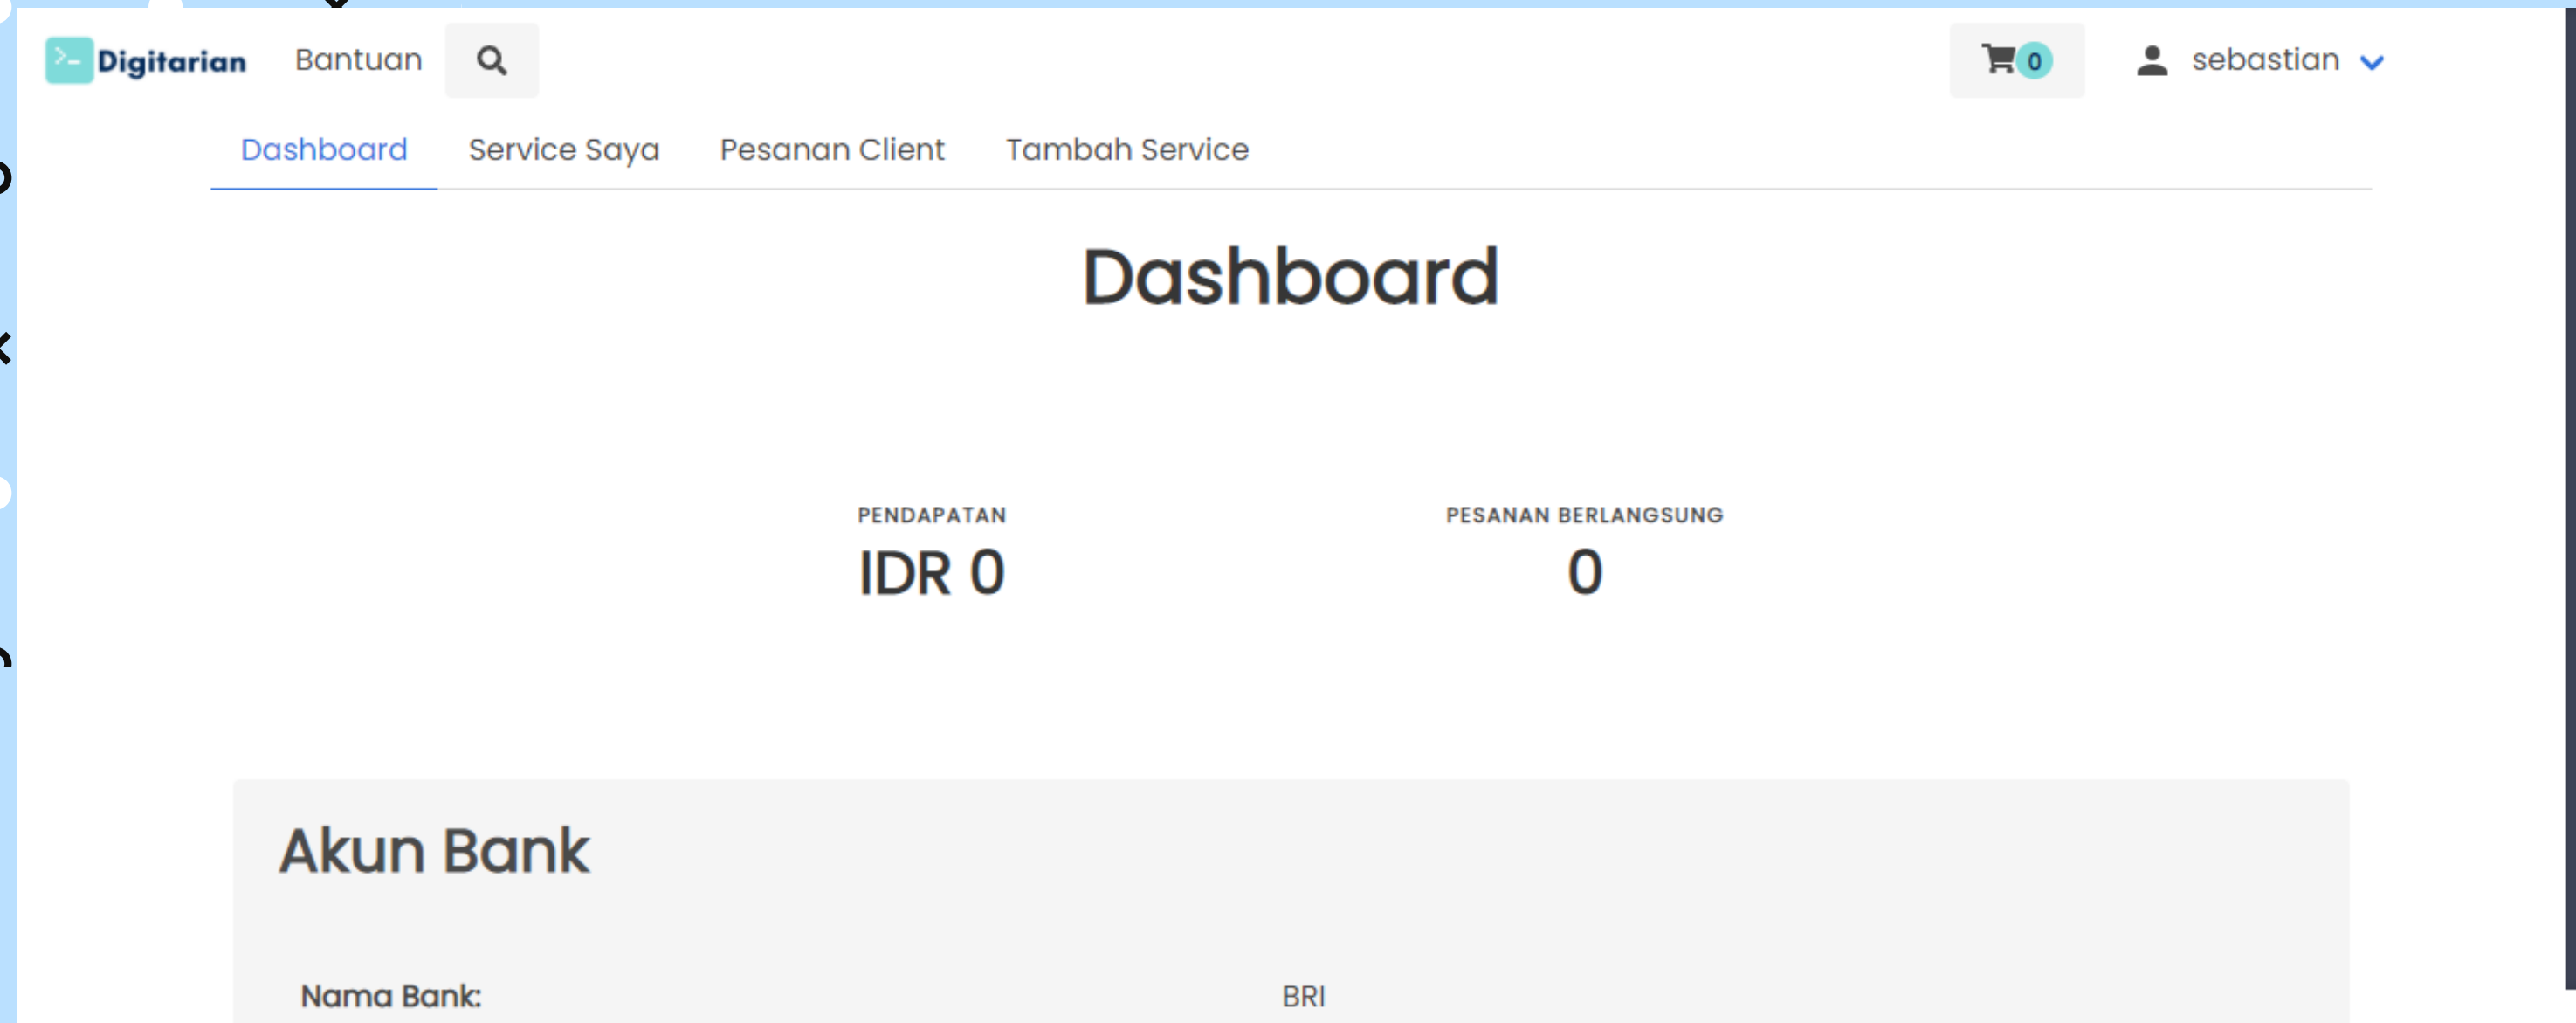 >_ Digitarian Bantuan 0 sebastian
Dashboard Service Saya Pesanan Client Tambah Service
Dashboard
PENDAPATAN PESANAN BERLANGSUNG
IDR 0 0
Akun Bank
Nama Bank: BRI